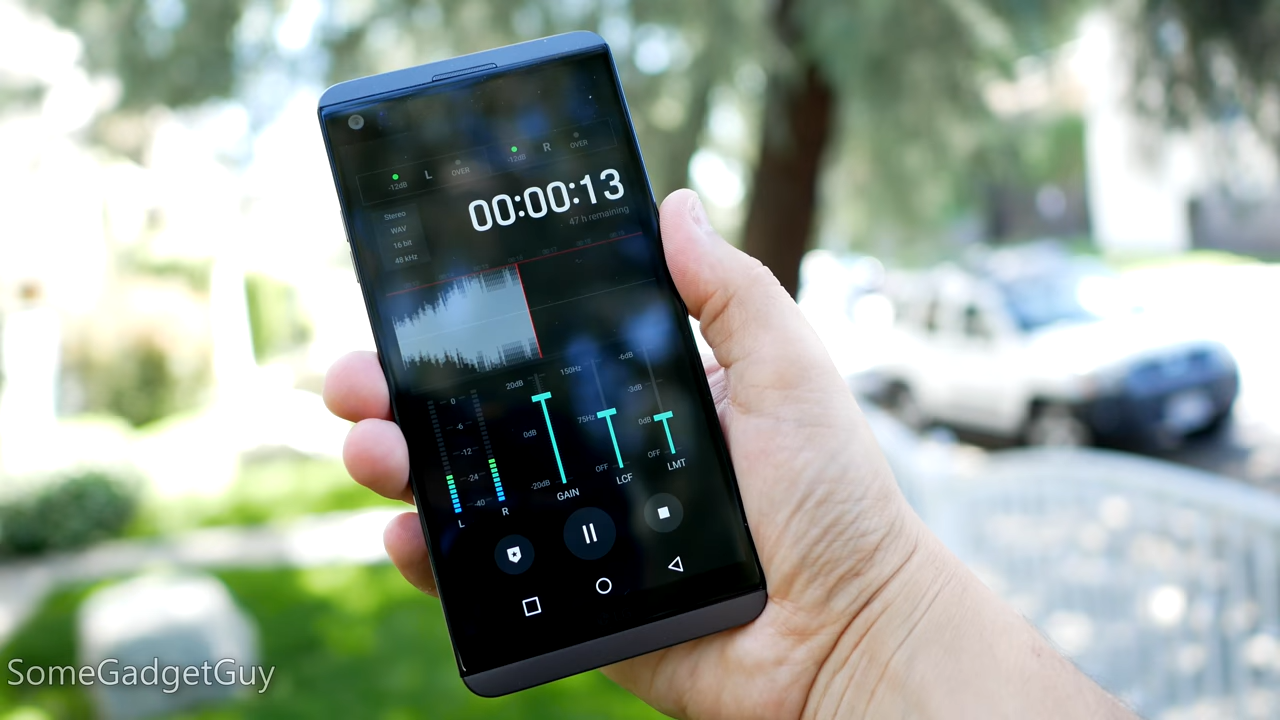 -12dB L OVER -12dB R OVER
00:00:13
47 h remaining
Stereo
WAV
16 bit
48 kHz
0
-6
-12
-24
-40
L R
20dB
0dB
-20dB
GAIN
150Hz
75Hz
OFF
LCF
-6dB
-3dB
0dB
OFF
LMT
SomeGadgetGuy